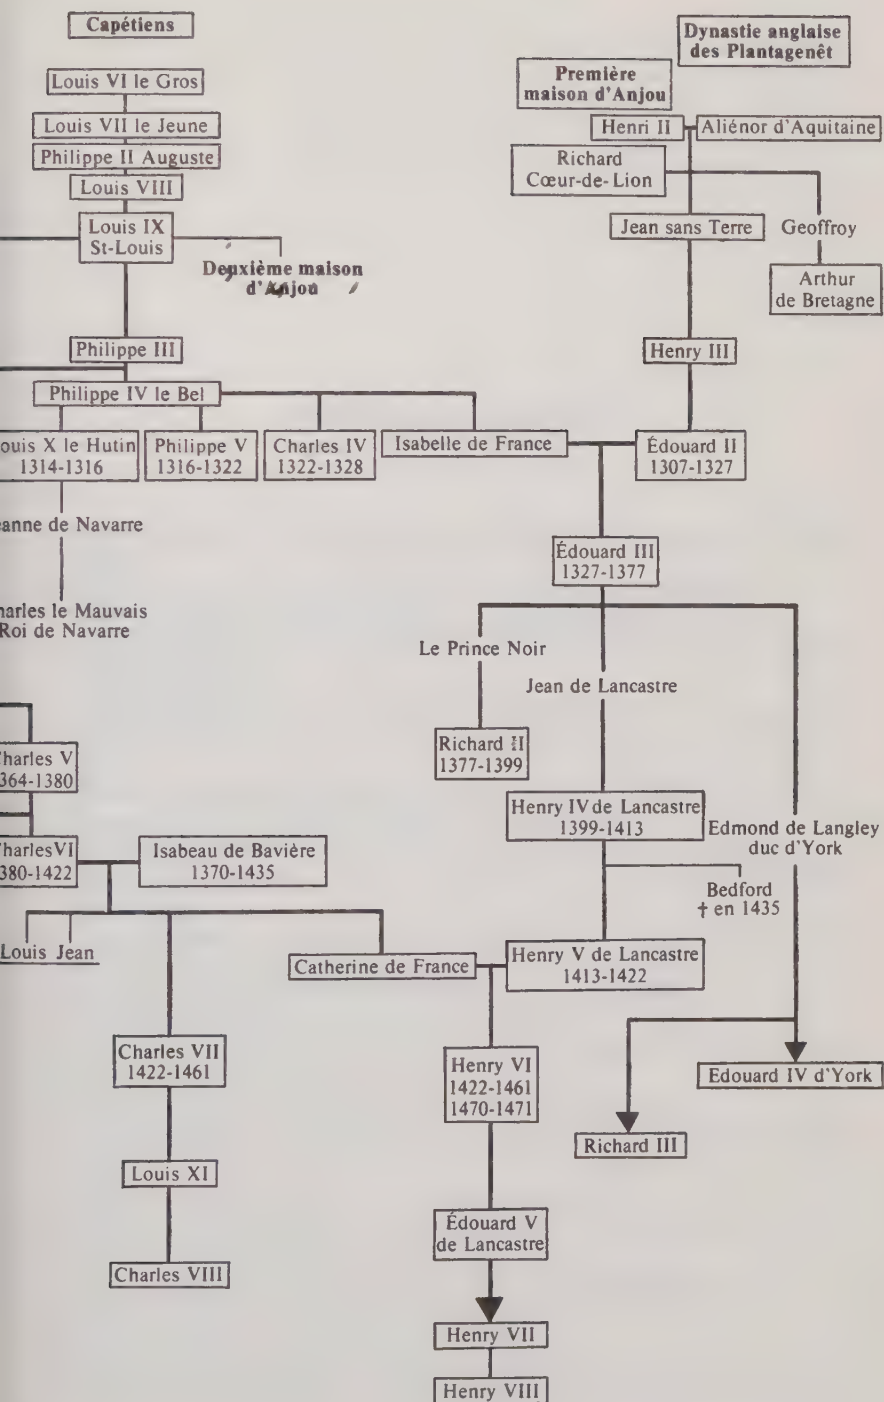 Capétiens
Dynastie anglaise
des Plantagenêt
Première
maison d'Anjou
Louis VI le Gros
Louis VII le Jeune
Henri II
Aliénor d'Aquitaine
Philippe II Auguste
Richard
Cœur-de-Lion
Louis VIII
Louis IX
St-Louis
Jean sans Terre
Geoffroy
Deuxième maison
d'Anjou
Arthur
de Bretagne
Philippe III
Henry III
Philippe IV le Bel
ouis X le Hutin
1314-1316
Philippe V
1316-1322
Charles IV
1322-1328
Isabelle de France
Édouard II
1307-1327
eanne de Navarre
Édouard III
1327-1377
harles le Mauvais
Roi de Navarre
Le Prince Noir
Jean de Lancastre
Charles V
364-1380
Richard II
1377-1399
Henry IV de Lancastre
1399-1413
Edmond de Langley
duc d'York
Charles VI
380-1422
Isabeau de Bavière
1370-1435
Bedford
† en 1435
Louis Jean
Catherine de France
Henry V de Lancastre
1413-1422
Charles VII
1422-1461
Henry VI
1422-1461
1470-1471
Edouard IV d'York
Richard III
Louis XI
Édouard V
de Lancastre
Charles VIII
Henry VII
Henry VIII